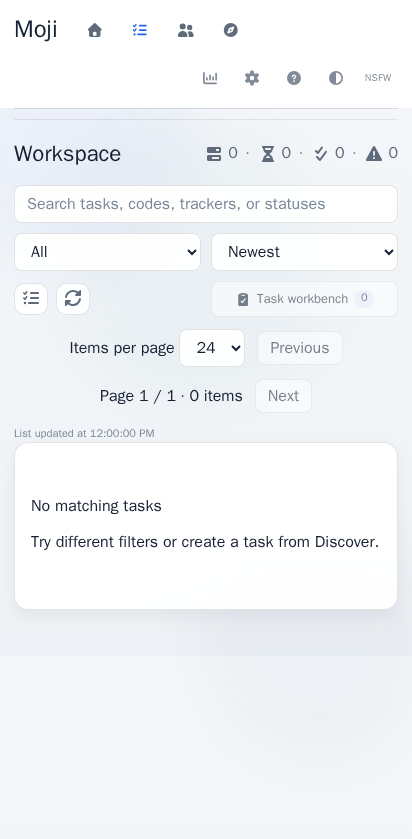 Moji
NSFW
Workspace
0 · 0 · 0 · 0
Search tasks, codes, trackers, or statuses
All
Newest
Task workbench 0
Items per page 24 Previous
Page 1 / 1 · 0 items Next
List updated at 12:00:00 PM
No matching tasks
Try different filters or create a task from Discover.